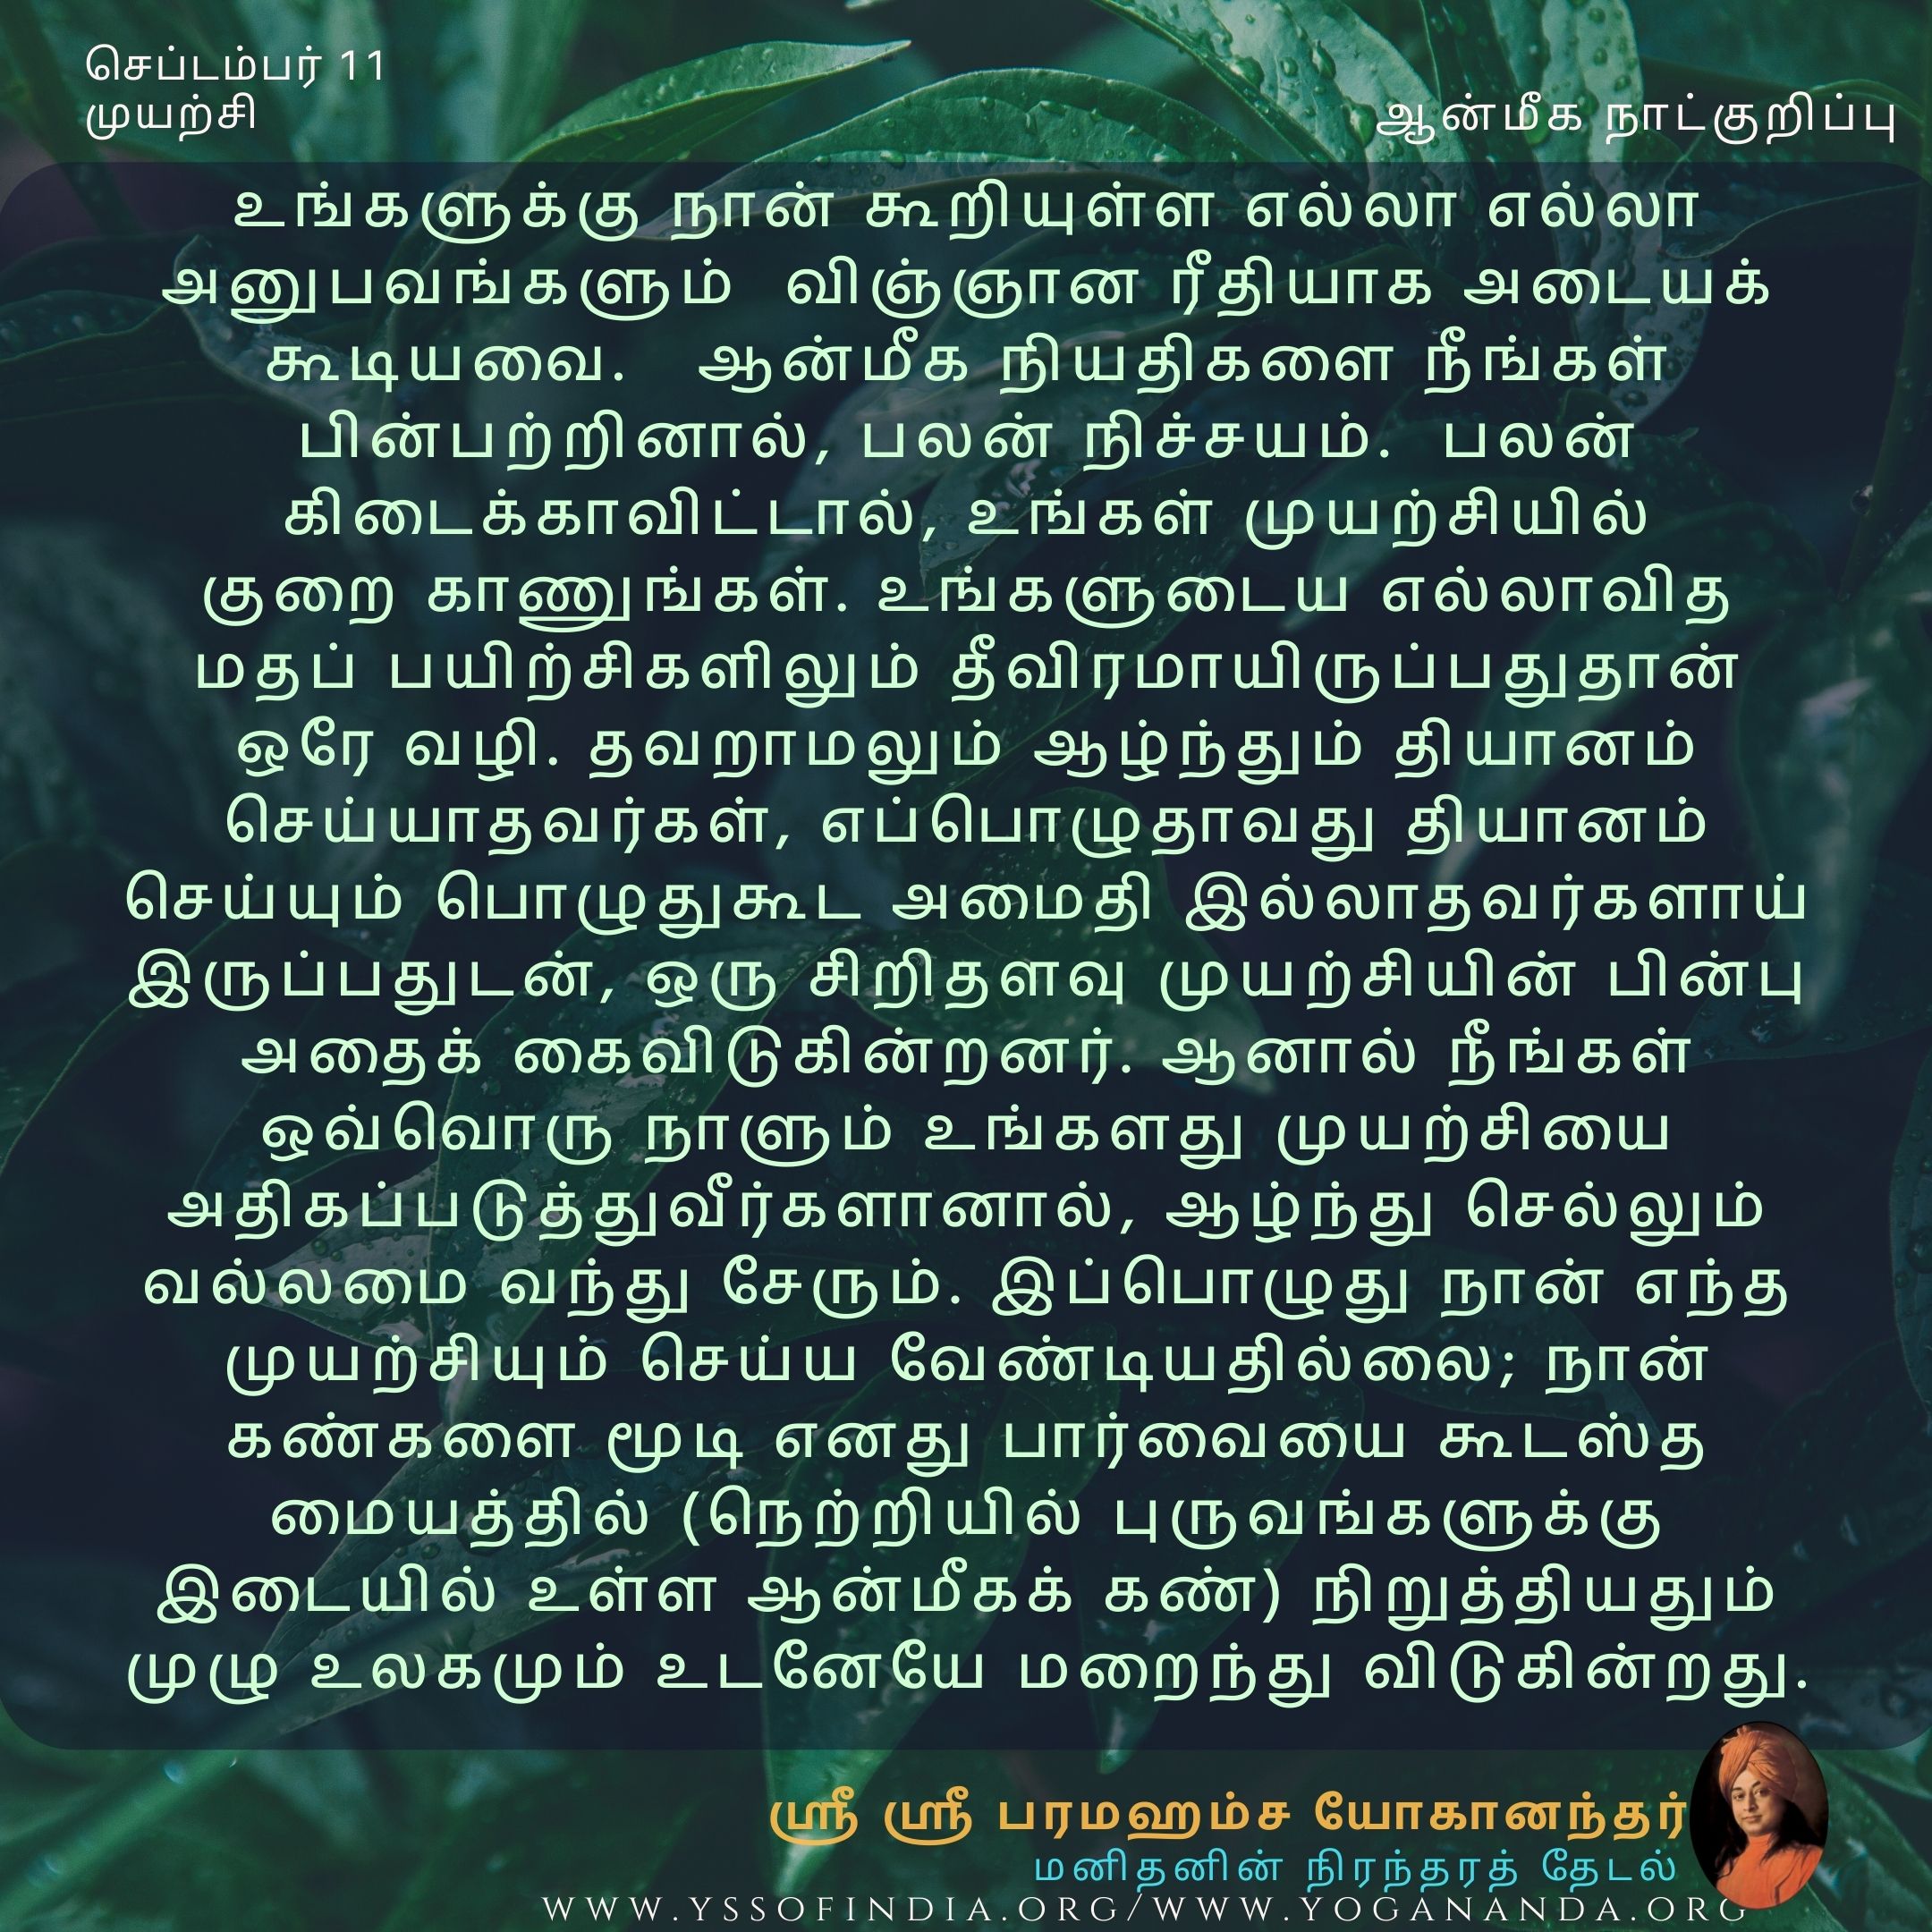 செப்டம்பர் 11
முயற்சி
ஆன்மீக நாட்குறிப்பு
உங்களுக்கு நான் கூறியுள்ள எல்லா எல்லா
அனுபவங்களும் விஞ்ஞான ரீதியாக அடையக்
கூடியவை. ஆன்மீக நியதிகளை நீங்கள்
பின்பற்றினால், பலன் நிச்சயம். பலன்
கிடைக்காவிட்டால், உங்கள் முயற்சியில்
குறை காணுங்கள். உங்களுடைய எல்லாவித
மதப் பயிற்சிகளிலும் தீவிரமாயிருப்பதுதான்
ஒரே வழி. தவறாமலும் ஆழ்ந்தும் தியானம்
செய்யாதவர்கள், எப்பொழுதாவது தியானம்
செய்யும் பொழுதுகூட அமைதி இல்லாதவர்களாய்
இருப்பதுடன், ஒரு சிறிதளவு முயற்சியின் பின்பு
அதைக் கைவிடுகின்றனர். ஆனால் நீங்கள்
ஒவ்வொரு நாளும் உங்களது முயற்சியை
அதிகப்படுத்துவீர்களானால், ஆழ்ந்து செல்லும்
வல்லமை வந்து சேரும். இப்பொழுது நான் எந்த
முயற்சியும் செய்ய வேண்டியதில்லை; நான்
கண்களை மூடி எனது பார்வையை கூடஸ்த
மையத்தில் (நெற்றியில் புருவங்களுக்கு
இடையில் உள்ள ஆன்மீகக் கண்) நிறுத்தியதும்
முழு உலகமும் உடனேயே மறைந்து விடுகின்றது.
ஸ்ரீ ஸ்ரீ பரமஹம்ச யோகானந்தர்
மனிதனின் நிரந்தரத் தேடல்
WWW.YSSOFINDIA.ORG/WWW.YOGANANDA.ORG